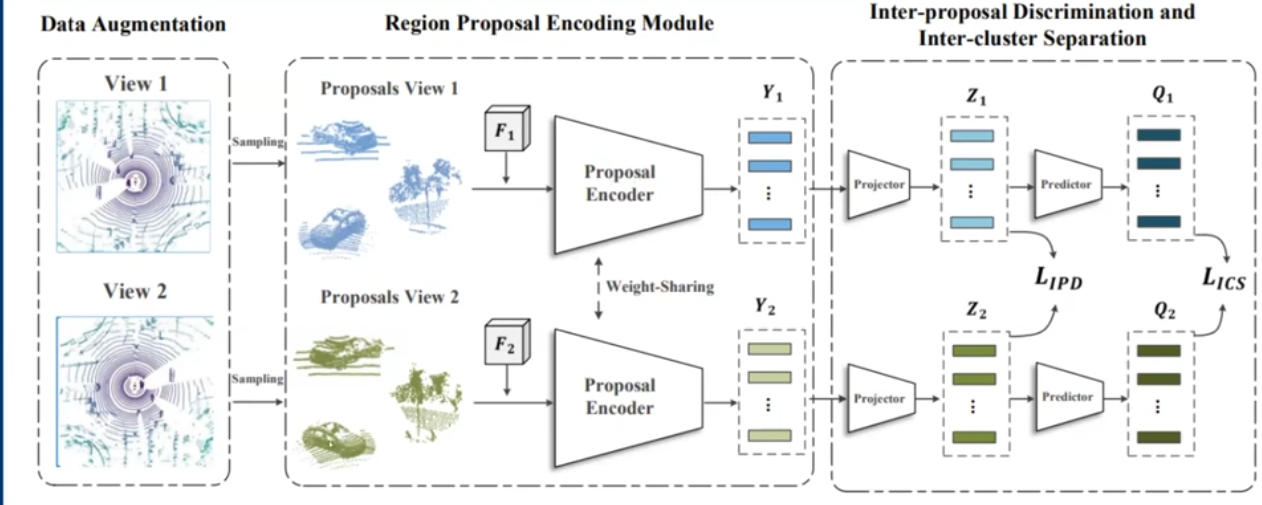 Data Augmentation
Region Proposal Encoding Module
Inter-proposal Discrimination and
Inter-cluster Separation
View 1
Sampling
Proposals View 1
F₁
Proposal
Encoder
Y₁
Projector
Z₁
Predictor
Q₁
Weight-Sharing
L_IPD
L_ICS
View 2
Sampling
Proposals View 2
F₂
Proposal
Encoder
Y₂
Projector
Z₂
Predictor
Q₂